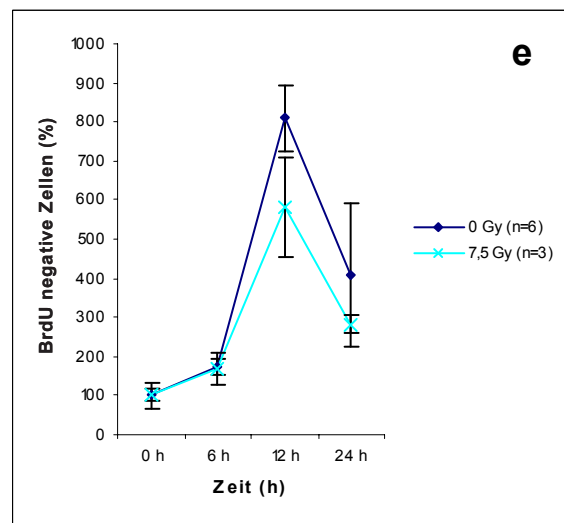 e
BrdU negative Zellen (%)
1000
900
800
700
600
500
400
300
200
100
0
0 h 6 h 12 h 24 h
Zeit (h)
0 Gy (n=6)
7,5 Gy (n=3)